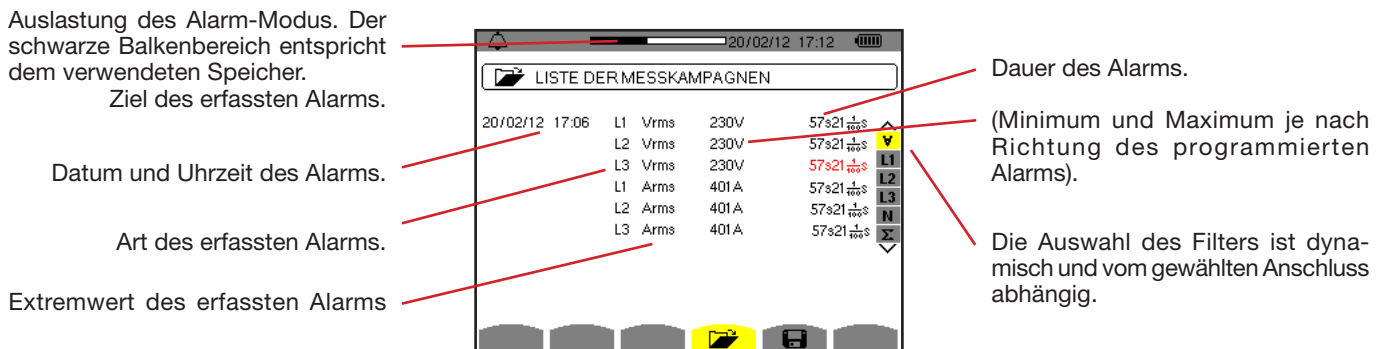 Auslastung des Alarm-Modus. Der
schwarze Balkenbereich entspricht
dem verwendeten Speicher.
Ziel des erfassten Alarms.
Datum und Uhrzeit des Alarms.
Art des erfassten Alarms.
Extremwert des erfassten Alarms
20/02/12 17:12
LISTE DER MESSKAMPAGNEN
20/02/12 17:06 L1 Vrms 230V 57s21 1/100 s
L2 Vrms 230V 57s21 1/100 s
L3 Vrms 230V 57s21 1/100 s
L1 Arms 401A 57s21 1/100 s
L2 Arms 401A 57s21 1/100 s
L3 Arms 401A 57s21 1/100 s
∀
L1
L2
L3
N
Σ
Dauer des Alarms.
(Minimum und Maximum je nach
Richtung des programmierten
Alarms).
Die Auswahl des Filters ist dyna-
misch und vom gewählten Anschluss
abhängig.